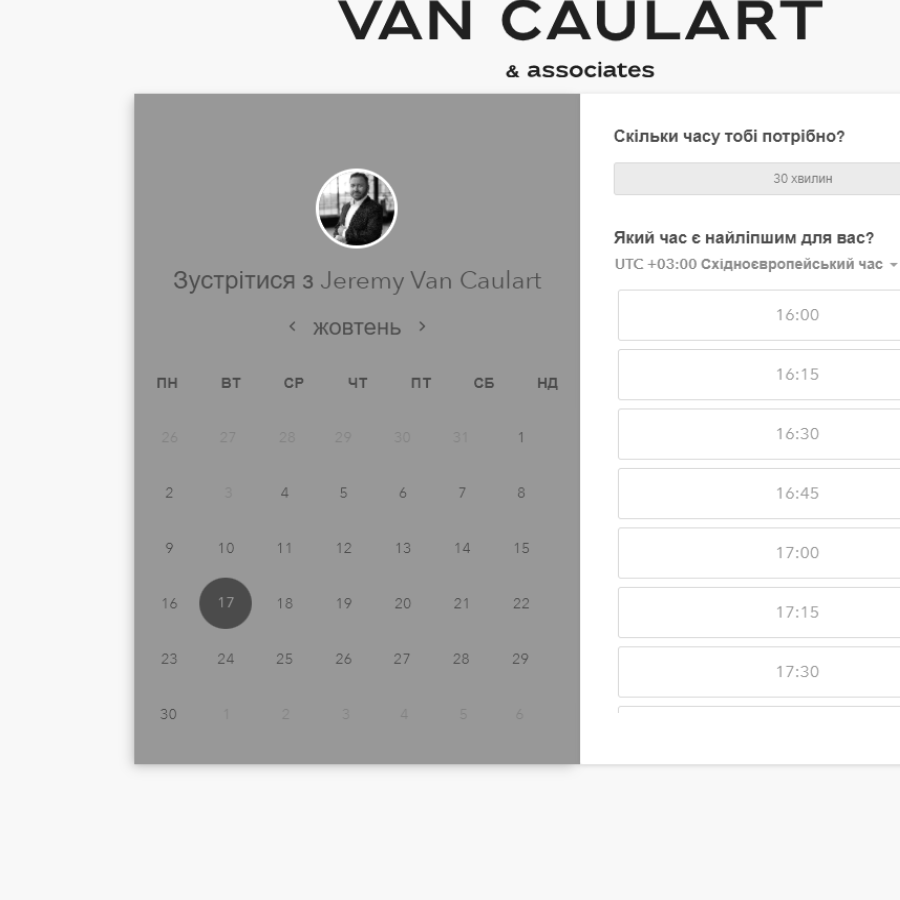 VAN CAULART
& associates
Зустрітися з Jeremy Van Caulart
жовтень
ПН ВТ СР ЧТ ПТ СБ НД
26 27 28 29 30 31 1
2 3 4 5 6 7 8
9 10 11 12 13 14 15
16 17 18 19 20 21 22
23 24 25 26 27 28 29
30 1 2 3 4 5 6
Скільки часу тобі потрібно?
30 хвилин
Який час є найліпшим для вас?
UTC +03:00 Східноєвропейський час
16:00
16:15
16:30
16:45
17:00
17:15
17:30